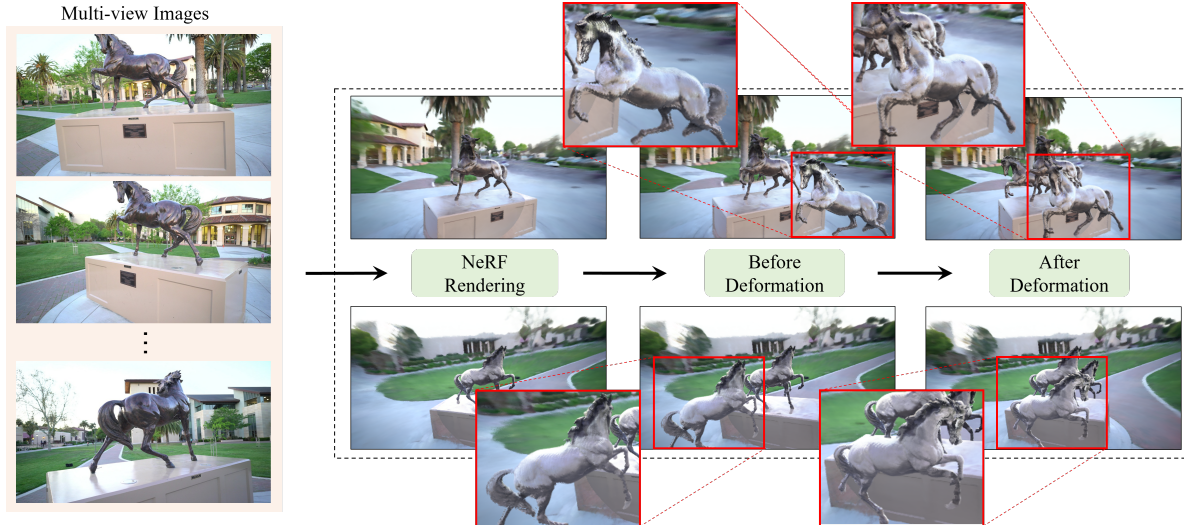 Multi-view Images
NeRF
Rendering
Before
Deformation
After
Deformation